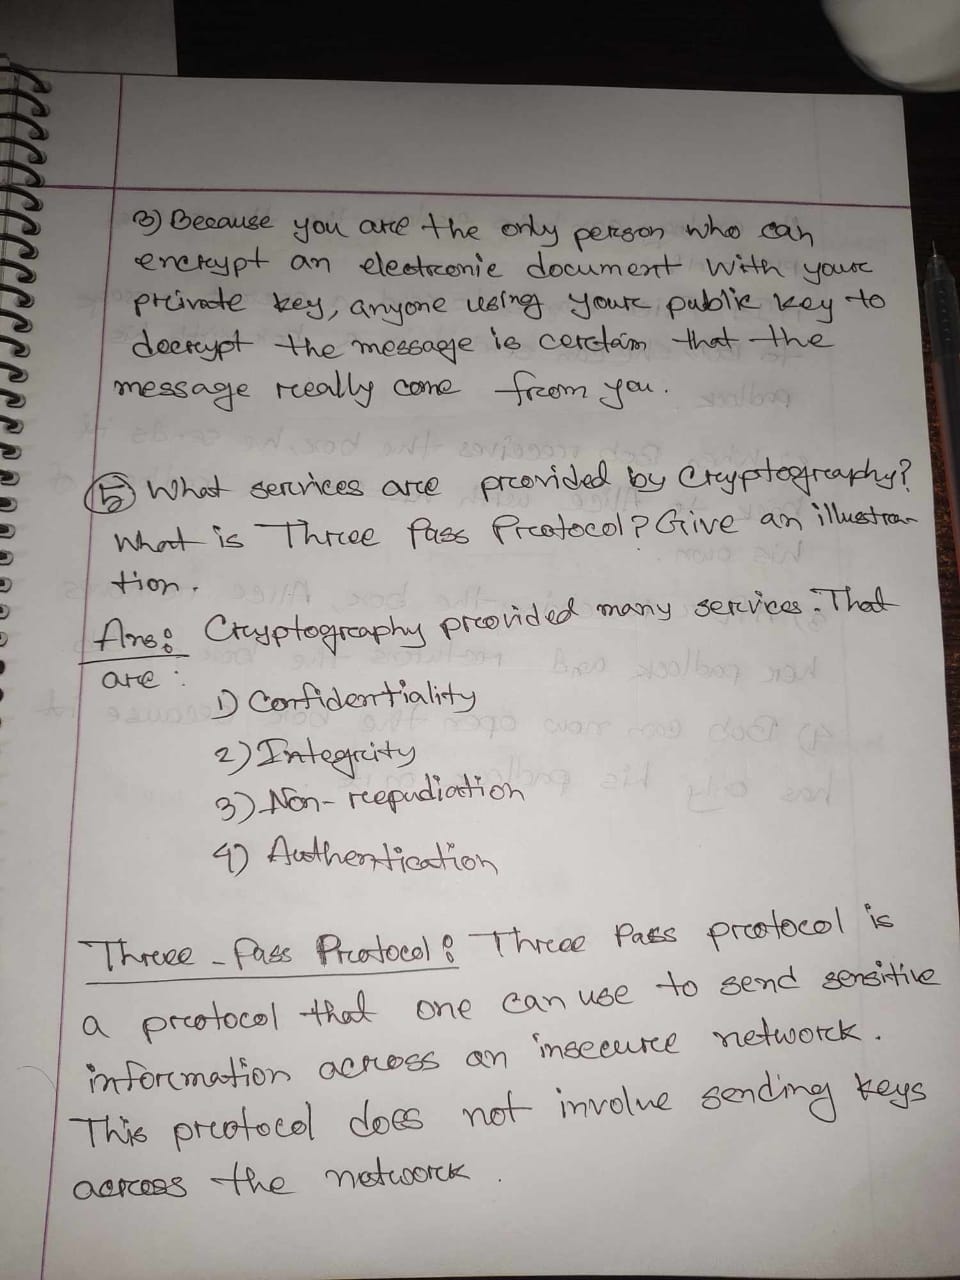 3) Because you are the only person who can
encrypt an electronic document with your
private key, anyone using your public key to
decrypt the message is certain that the
message really come from you.
5 What services are provided by Cryptography?
What is Three Pass Protocol? Give an illustra-
tion.
Ans: Cryptography provided many services. That
are:
1) Confidentiality
2) Integrity
3) Non-repudiation
4) Authentication
Three-Pass Protocol: Three Pass protocol is
a protocol that one can use to send sensitive
information across an insecure network.
This protocol does not involve sending keys
across the network.